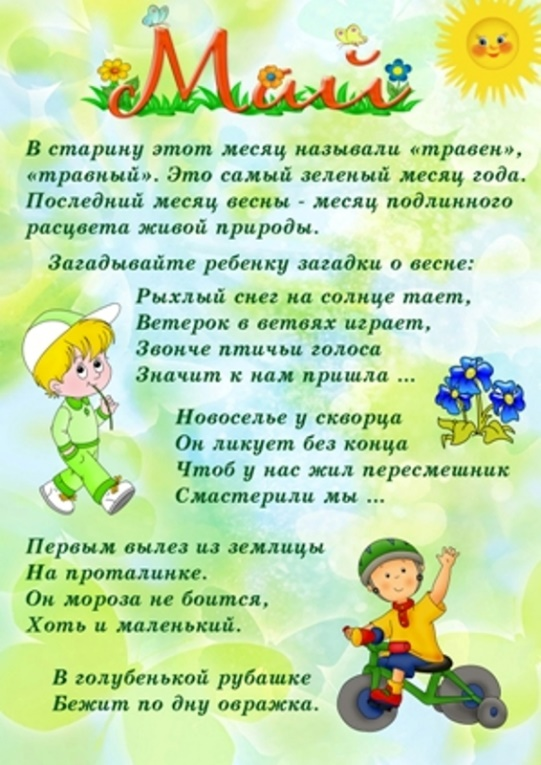 Май
В старину этот месяц называли «травен»,
«травный». Это самый зеленый месяц года.
Последний месяц весны - месяц подлинного
расцвета живой природы.
Загадывайте ребенку загадки о весне:
Рыхлый снег на солнце тает,
Ветерок в ветвях играет,
Звонче птичьи голоса
Значит к нам пришла ...
Новоселье у скворца
Он ликует без конца
Чтоб у нас жил пересмешник
Смастерили мы ...
Первым вылез из землицы
На проталинке.
Он мороза не боится,
Хоть и маленький.
В голубенькой рубашке
Бежит по дну овражка.